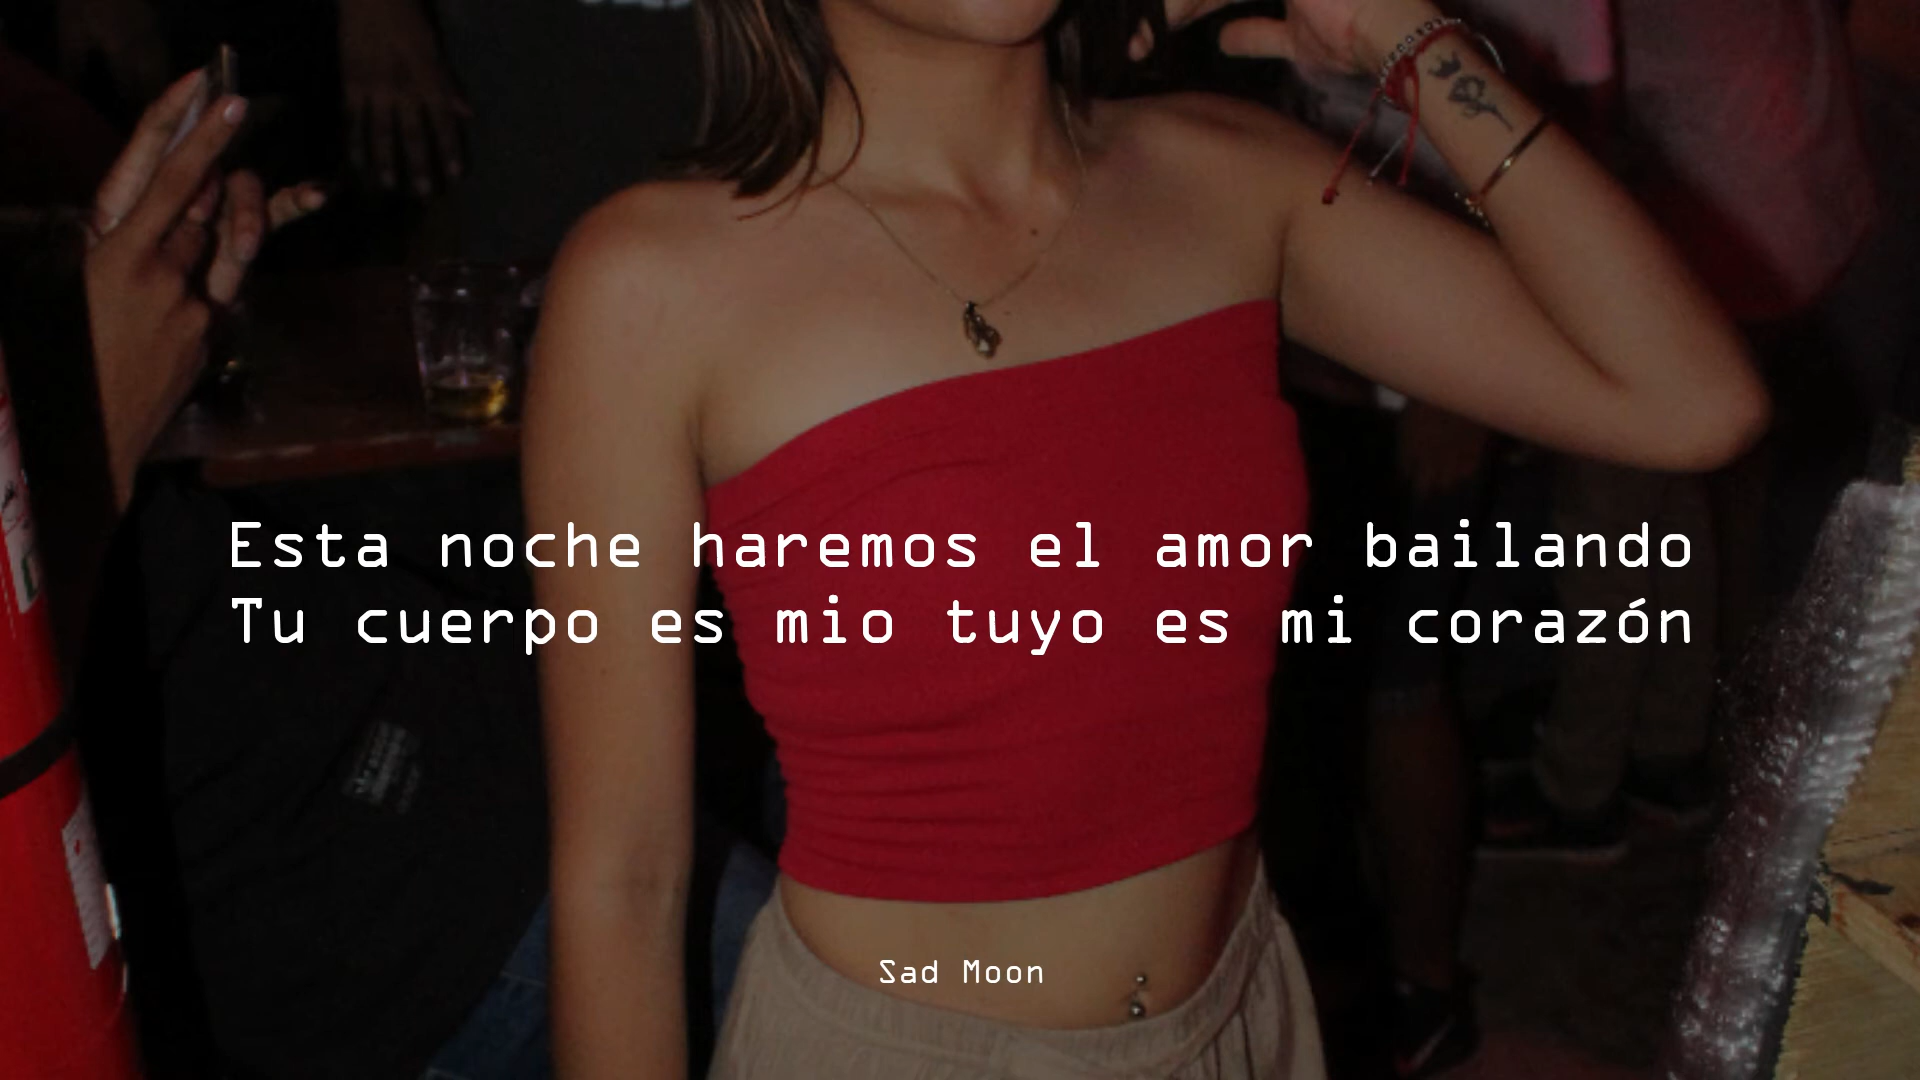 Esta noche haremos el amor bailando
Tu cuerpo es mio tuyo es mi corazón
Sad Moon